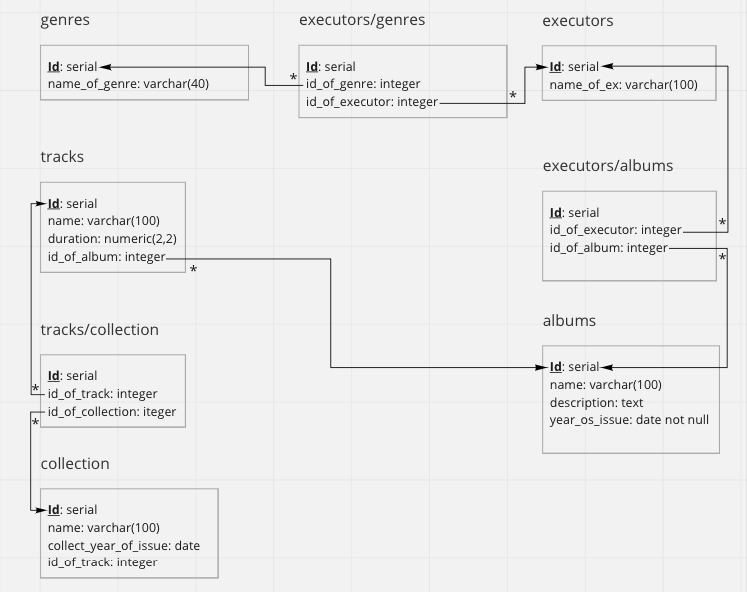 genres
Id: serial
name_of_genre: varchar(40)
executors/genres
Id: serial
id_of_genre: integer
id_of_executor: integer
*
*
executors
Id: serial
name_of_ex: varchar(100)
tracks
Id: serial
name: varchar(100)
duration: numeric(2,2)
id_of_album: integer
*
executors/albums
Id: serial
id_of_executor: integer
id_of_album: integer
*
*
tracks/collection
Id: serial
id_of_track: integer
id_of_collection: iteger
*
*
albums
Id: serial
name: varchar(100)
description: text
year_os_issue: date not null
collection
Id: serial
name: varchar(100)
collect_year_of_issue: date
id_of_track: integer